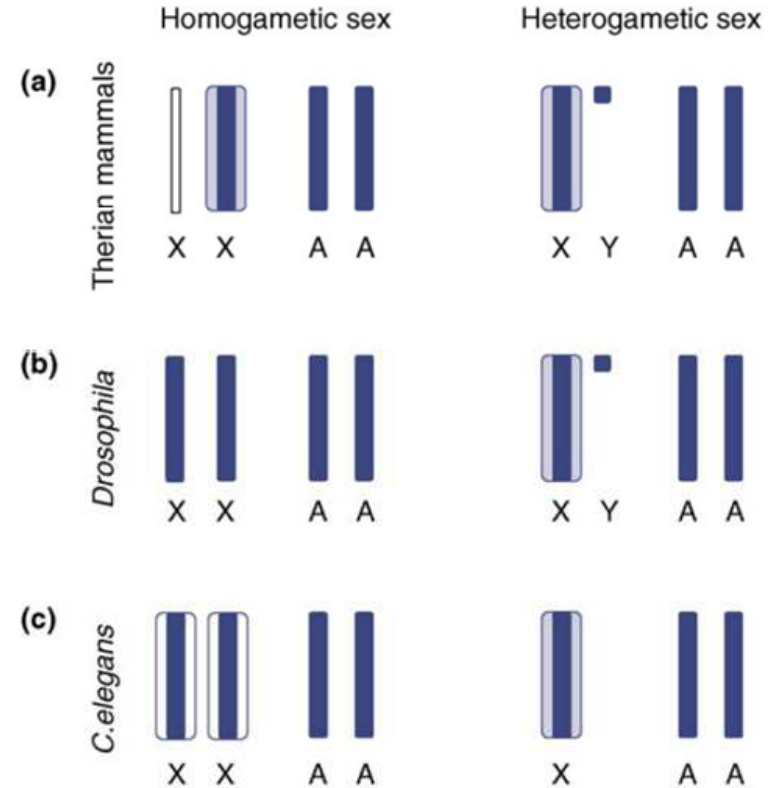 Homogametic sex Heterogametic sex
(a) Therian mammals
X X A A X Y A A
(b) Drosophila
X X A A X Y A A
(c) C.elegans
X X A A X A A